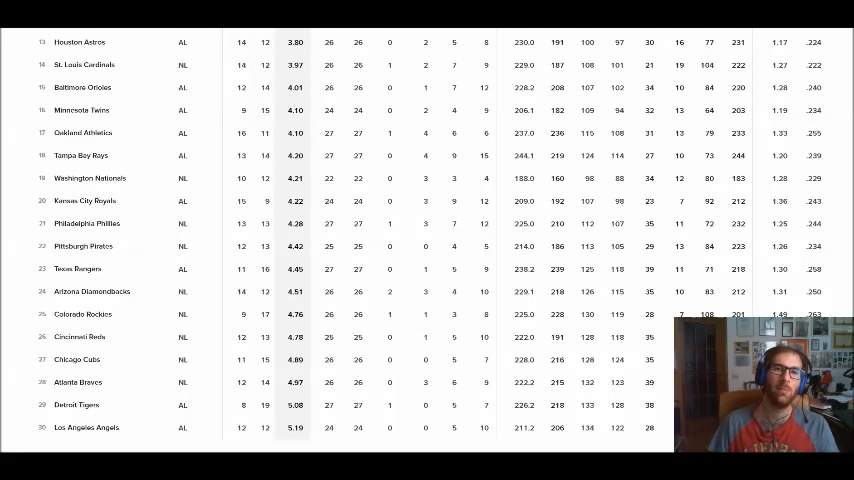 13 Houston Astros AL 14 12 3.80 26 26 0 2 5 8 230.0 191 100 97 30 16 77 231 1.17 .224
14 St. Louis Cardinals NL 14 12 3.97 26 26 1 2 7 12 229.0 187 108 101 21 19 104 222 1.27 .222
15 Baltimore Orioles AL 12 14 4.01 26 26 0 1 7 12 228.2 208 107 102 34 10 84 220 1.28 .240
16 Minnesota Twins AL 9 15 4.10 24 24 0 2 4 9 206.1 182 109 94 32 13 64 203 1.19 .234
17 Oakland Athletics AL 16 11 4.10 27 27 1 4 6 6 237.0 236 115 108 31 13 79 233 1.33 .255
18 Tampa Bay Rays AL 13 14 4.20 27 27 0 4 9 15 244.1 219 124 114 27 10 73 244 1.20 .239
19 Washington Nationals NL 10 12 4.21 22 22 0 3 3 4 188.0 160 98 88 34 12 80 183 1.28 .229
20 Kansas City Royals AL 15 9 4.22 24 24 0 3 9 12 209.0 192 107 98 23 7 92 212 1.36 .243
21 Philadelphia Phillies NL 13 13 4.28 27 27 1 3 7 12 225.0 210 112 107 35 11 72 232 1.25 .244
22 Pittsburgh Pirates NL 12 13 4.42 25 25 0 0 4 5 214.0 186 113 105 29 13 84 223 1.26 .234
23 Texas Rangers AL 11 16 4.45 27 27 0 1 5 9 238.2 239 125 118 39 11 71 218 1.30 .258
24 Arizona Diamondbacks NL 14 12 4.51 26 26 2 3 4 10 229.1 218 126 115 35 10 83 212 1.31 .250
25 Colorado Rockies NL 9 17 4.76 26 26 1 1 3 8 225.0 228 130 119 28 7 108 201 1.49 .263
26 Cincinnati Reds NL 12 13 4.78 25 25 0 1 5 10 222.0 191 128 118 35
27 Chicago Cubs NL 11 15 4.89 26 26 0 0 5 7 228.0 216 128 124 35
28 Atlanta Braves NL 12 14 4.97 26 26 0 3 6 9 222.2 215 132 123 39
29 Detroit Tigers AL 8 19 5.08 27 27 1 0 5 7 226.2 218 133 128 38
30 Los Angeles Angels AL 12 12 5.19 24 24 0 0 5 10 211.2 206 134 122 28